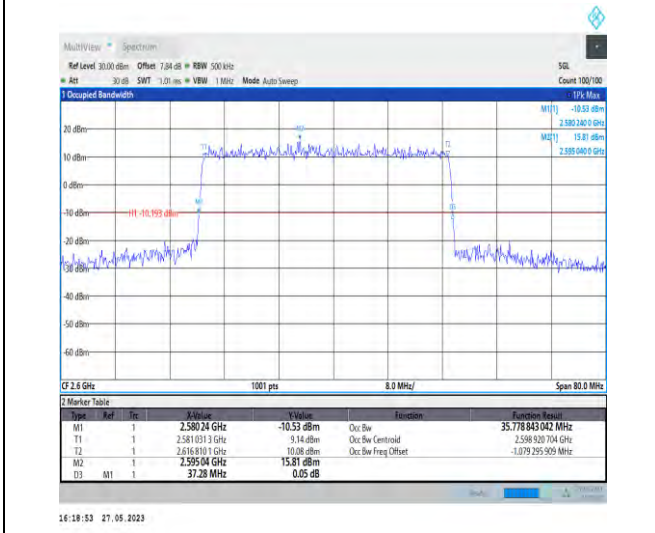 MultiView Spectrum
Ref Level 30.00 dBm Offset 7.84 dB RBW 500 kHz SGL
Att 30 dB SWT 1.01 ms VBW 1 MHz Mode Auto Sweep Count 100/100
1 Occupied Bandwidth 1Pk Max
M1[1] -10.53 dBm
2.580 240 0 GHz
M2[1] 15.81 dBm
2.595 040 0 GHz
20 dBm
10 dBm
0 dBm
-10 dBm
H1 -10.193 dBm
-20 dBm
-30 dBm
-40 dBm
-50 dBm
-60 dBm
M1
T1
M2
T2
D3
CF 2.6 GHz 1001 pts 8.0 MHz/ Span 80.0 MHz
2 Marker Table
Type Ref Trc X-Value Y-Value Function Function Result
M1 1 2.580 24 GHz -10.53 dBm Occ Bw 35.778 843 042 MHz
T1 1 2.581 031 3 GHz 9.14 dBm Occ Bw Centroid 2.598 920 704 GHz
T2 1 2.616 810 1 GHz 10.08 dBm Occ Bw Freq Offset -1.079 295 909 MHz
M2 1 2.595 04 GHz 15.81 dBm
D3 M1 1 37.28 MHz 0.05 dB
16:18:53 27.05.2023